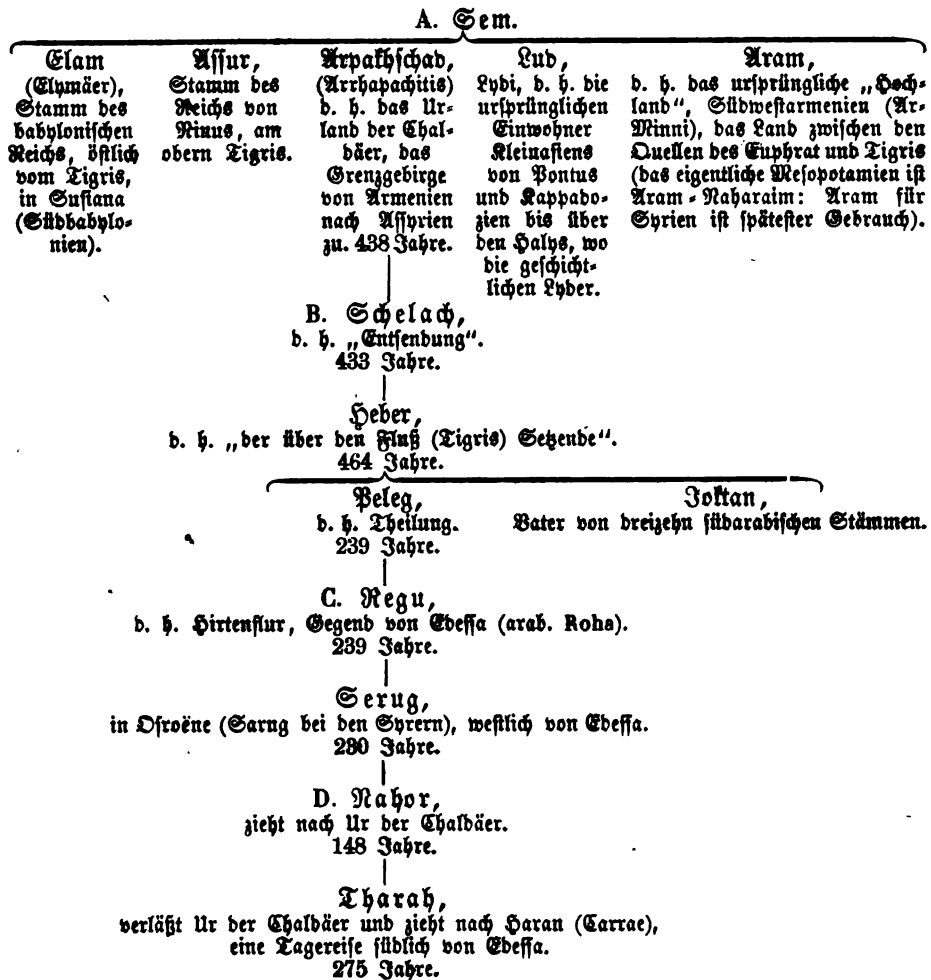 A. Sem.
Elam
(Elymäer),
Stamm des
babylonischen
Reichs, östlich
vom Tigris,
in Susiana
(Südbabylo-
nien).
Assur,
Stamm des
Reichs von
Ninus, am
obern Tigris.
Arpakhschad,
(Arrhapachitis)
d. h. das Ur-
land der Chal-
däer, das
Grenzgebirge
von Armenien
nach Assyrien
zu. 438 Jahre.
Lud,
Lydi, d. h. die
ursprünglichen
Einwohner
Kleinasiens
von Pontus
und Kappado-
zien bis über
den Halys, wo
die geschicht-
lichen Lyder.
Aram,
d. h. das ursprüngliche „Hoch-
land“, Südwestarmenien (Ar-
Minni), das Land zwischen den
Quellen des Euphrat und Tigris
(das eigentliche Mesopotamien ist
Aram-Naharaim: Aram für
Syrien ist spätester Gebrauch).
B. Schelach,
d. h. „Entsendung“.
433 Jahre.
Heber,
d. h. „der über den Fluß (Tigris) Setzende“.
464 Jahre.
Peleg,
d. h. Theilung.
239 Jahre.
Joktan,
Vater von dreizehn südarabischen Stämmen.
C. Regu,
d. h. Hirtenflur, Gegend von Edessa (arab. Roha).
239 Jahre.
Serug,
in Osroëne (Sarug bei den Syrern), westlich von Edessa.
230 Jahre.
D. Nahor,
zieht nach Ur der Chaldäer.
148 Jahre.
Tharah,
verläßt Ur der Chaldäer und zieht nach Haran (Carrae),
eine Tagereise südlich von Edessa.
275 Jahre.